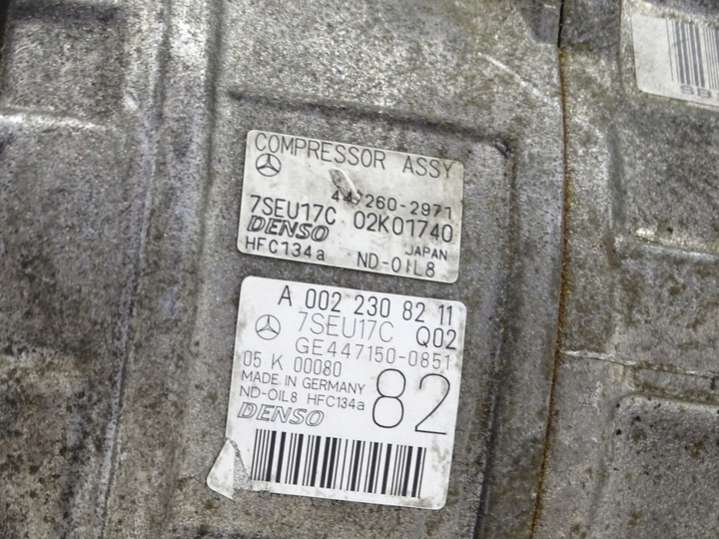 COMPRESSOR ASSY
447260-2971
7SEU17C 02K01740
DENSO JAPAN
HFC134a ND-OIL8
A 002 230 82 11
7SEU17C Q02
GE447150-0851
05 K 00080
MADE IN GERMANY
ND-OIL8 HFC134a
DENSO
82